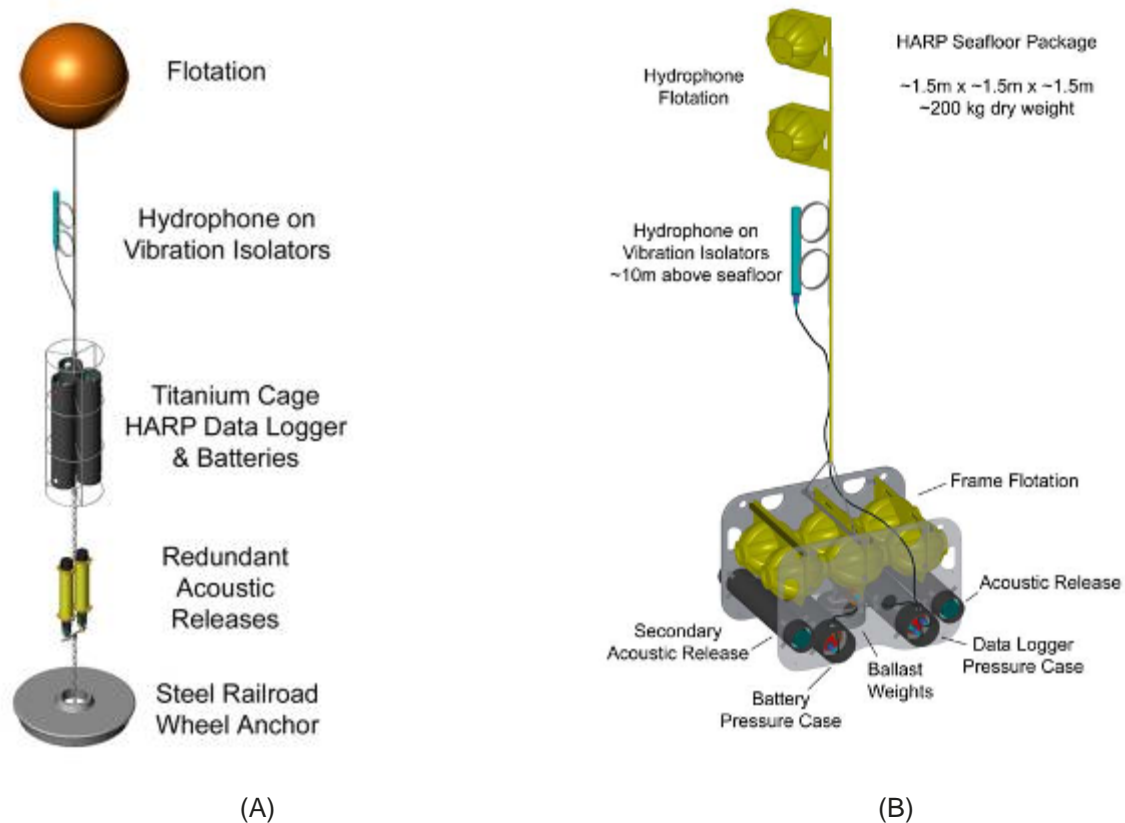 Flotation
Hydrophone on
Vibration Isolators
Titanium Cage
HARP Data Logger
& Batteries
Redundant
Acoustic
Releases
Steel Railroad
Wheel Anchor
(A)
HARP Seafloor Package
~1.5m x ~1.5m x ~1.5m
~200 kg dry weight
Hydrophone
Flotation
Hydrophone on
Vibration Isolators
~10m above seafloor
Frame Flotation
Acoustic Release
Secondary
Acoustic Release
Data Logger
Pressure Case
Ballast
Weights
Battery
Pressure Case
(B)